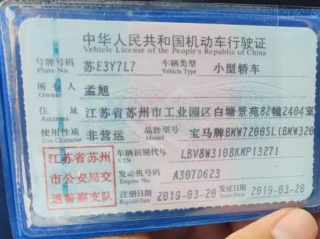 中华人民共和国机动车行驶证
Vehicle License of the People's Republic of China
号牌号码 苏E3Y7L7 车辆类型 小型轿车
Plate No. Vehicle Type
所有人 孟旭
Owner
住址 江苏省苏州市工业园区白塘景苑82幢2404室
Address
使用性质 非营运 品牌型号 宝马牌BMW7200SL(BMW320
Use Character Model
江苏省苏 车辆识别代号 LBV8W3108KMP13271
州市公安局交 VIN
通警察支队 发动机号码 A307D623
Engine No.
注册日期 2019-03-20 发证日期 2019-03-20
Register Date Issue Date